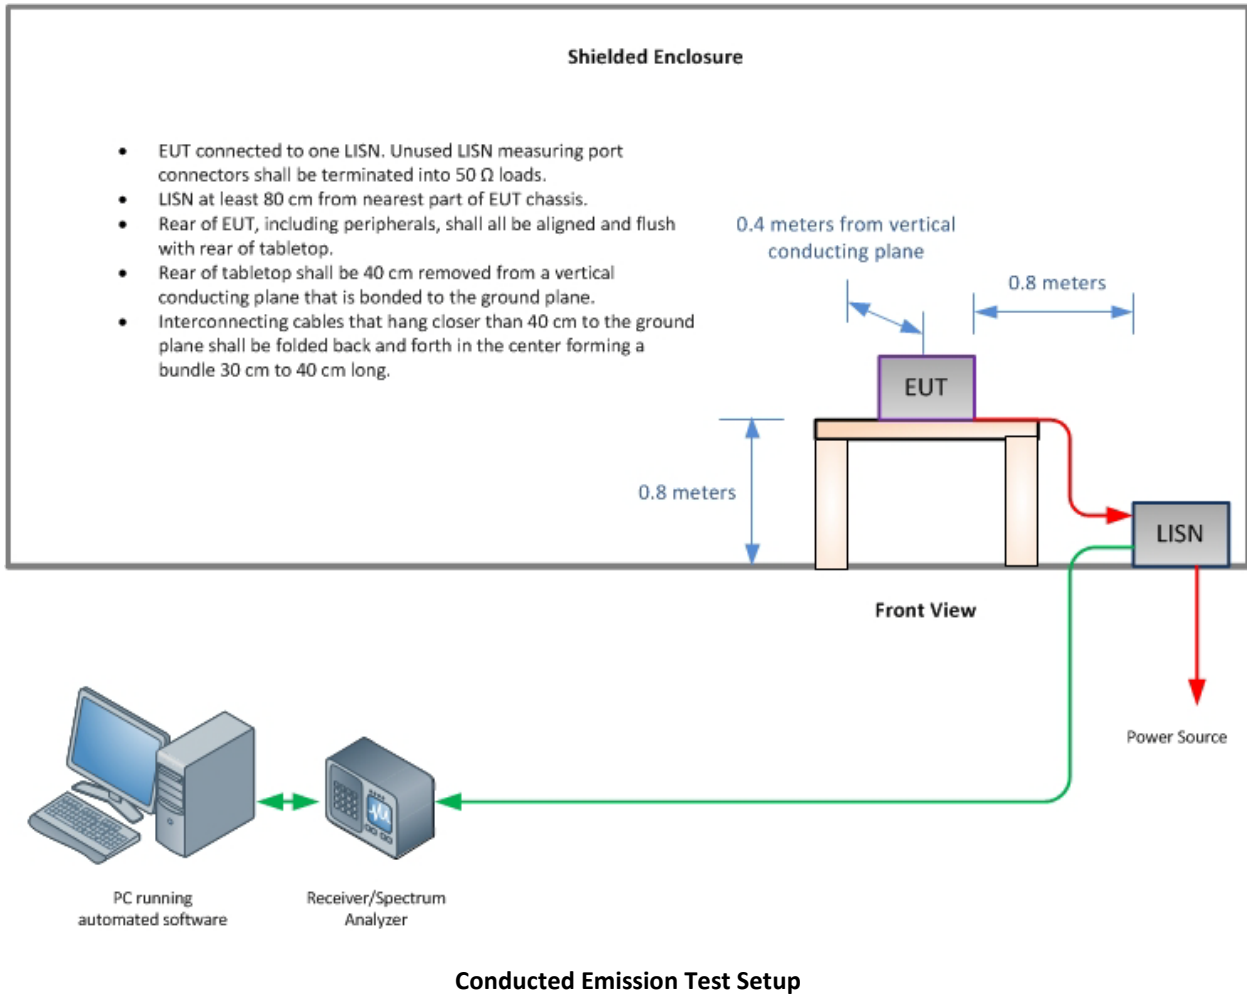 Shielded Enclosure
• EUT connected to one LISN. Unused LISN measuring port
connectors shall be terminated into 50 Ω loads.
• LISN at least 80 cm from nearest part of EUT chassis.
• Rear of EUT, including peripherals, shall all be aligned and flush
with rear of tabletop.
• Rear of tabletop shall be 40 cm removed from a vertical
conducting plane that is bonded to the ground plane.
• Interconnecting cables that hang closer than 40 cm to the ground
plane shall be folded back and forth in the center forming a
bundle 30 cm to 40 cm long.
0.4 meters from vertical
conducting plane
0.8 meters
EUT
0.8 meters
LISN
Front View
Power Source
PC running
automated software
Receiver/Spectrum
Analyzer
Conducted Emission Test Setup